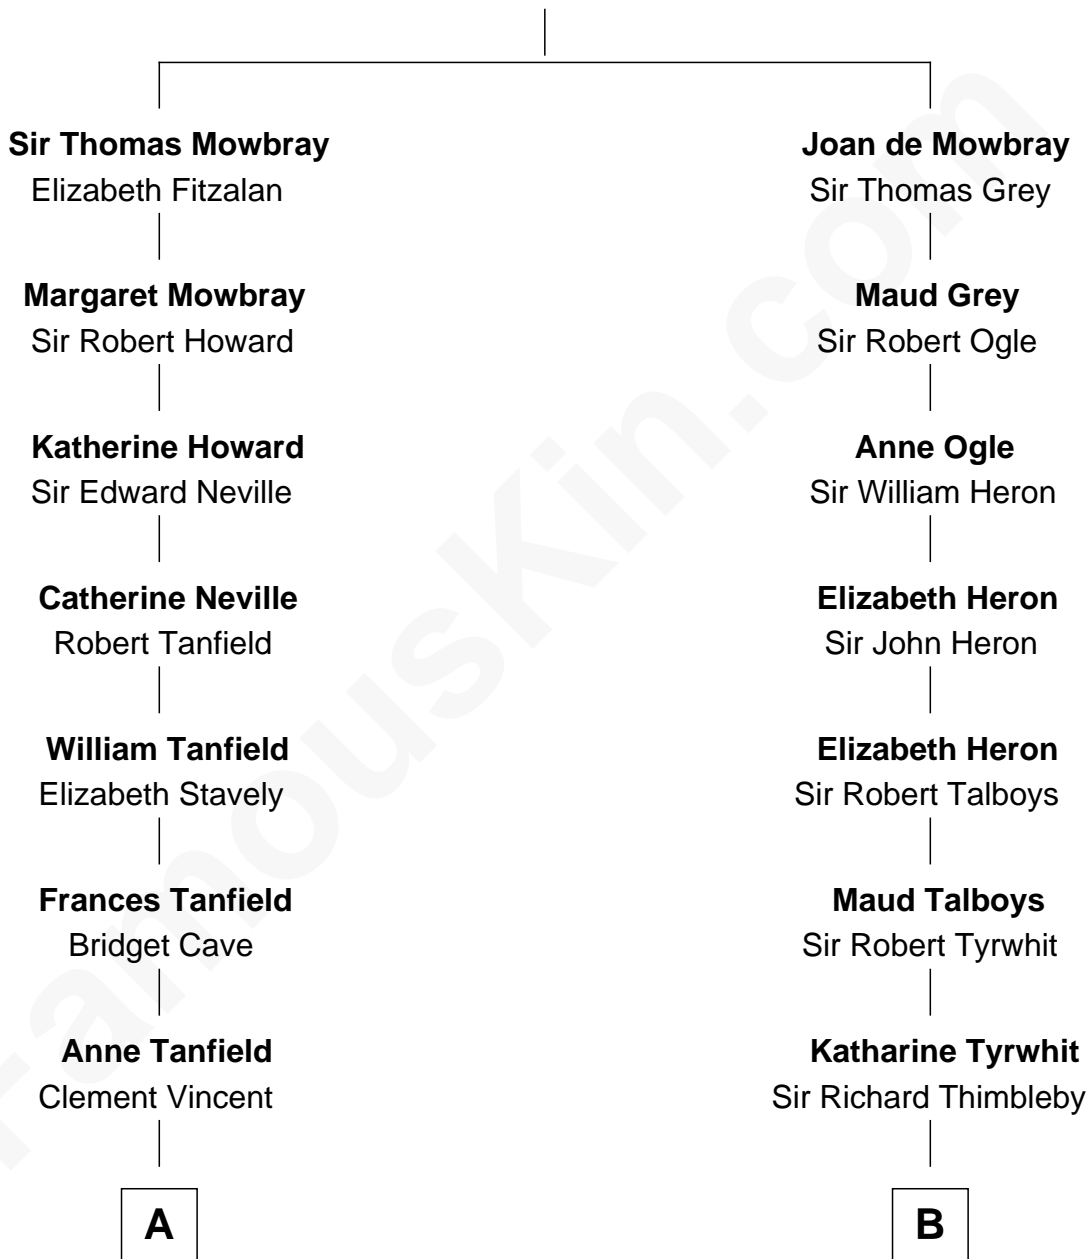 Sir Thomas Mowbray
Elizabeth Fitzalan
Margaret Mowbray
Sir Robert Howard
Katherine Howard
Sir Edward Neville
Catherine Neville
Robert Tanfield
William Tanfield
Elizabeth Stavely
Frances Tanfield
Bridget Cave
Anne Tanfield
Clement Vincent
A
Joan de Mowbray
Sir Thomas Grey
Maud Grey
Sir Robert Ogle
Anne Ogle
Sir William Heron
Elizabeth Heron
Sir John Heron
Elizabeth Heron
Sir Robert Talboys
Maud Talboys
Sir Robert Tyrwhit
Katharine Tyrwhit
Sir Richard Thimbleby
B
FamousKin.com